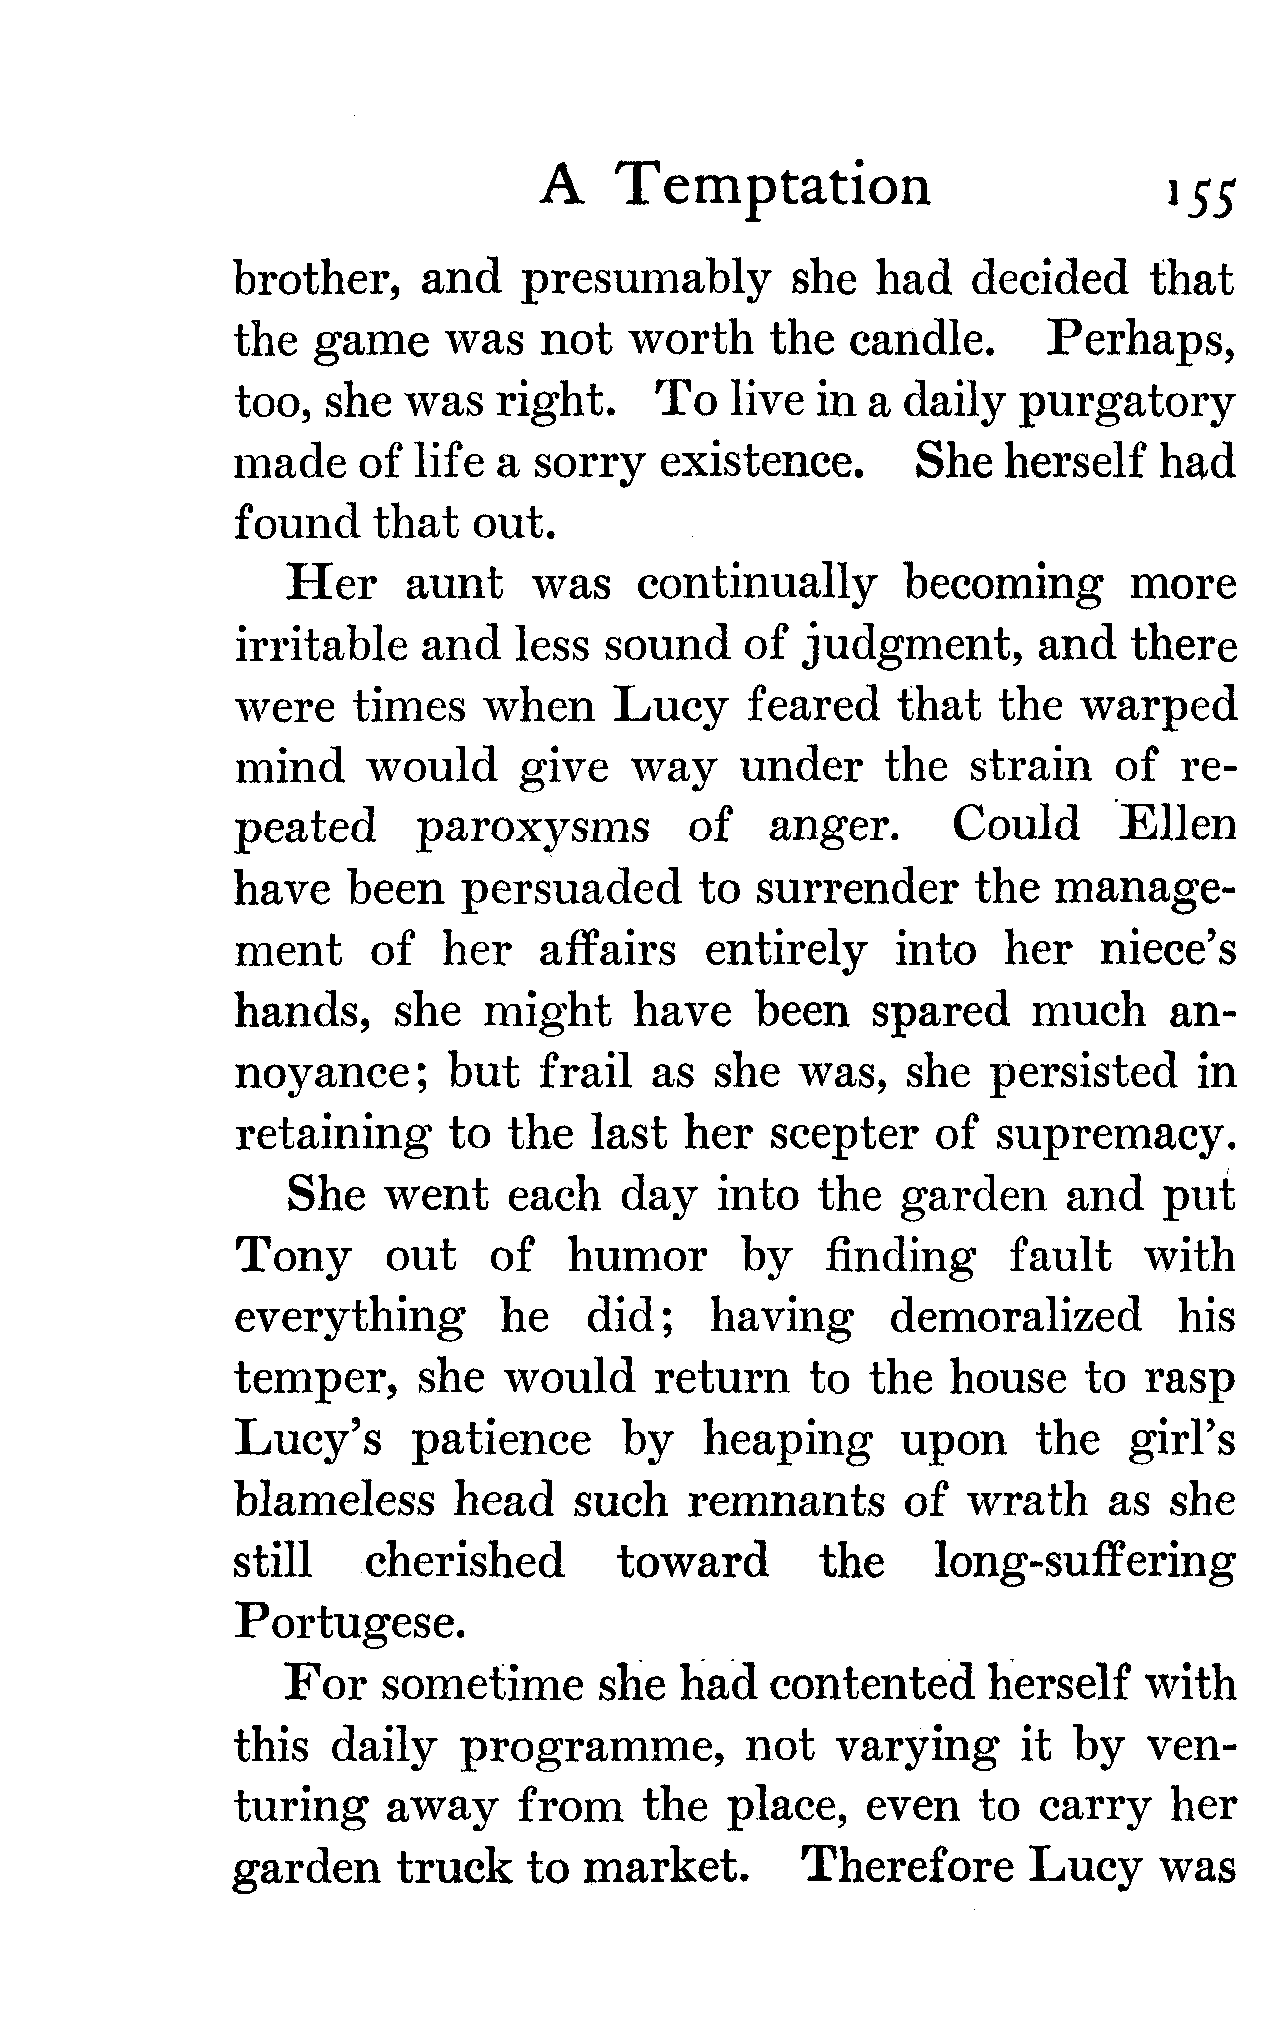 A Temptation 155
brother, and presumably she had decided that
the game was not worth the candle. Perhaps,
too, she was right. To live in a daily purgatory
made of life a sorry existence. She herself had
found that out.
Her aunt was continually becoming more
irritable and less sound of judgment, and there
were times when Lucy feared that the warped
mind would give way under the strain of re-
peated paroxysms of anger. Could Ellen
have been persuaded to surrender the manage-
ment of her affairs entirely into her niece's
hands, she might have been spared much an-
noyance; but frail as she was, she persisted in
retaining to the last her scepter of supremacy.
She went each day into the garden and put
Tony out of humor by finding fault with
everything he did; having demoralized his
temper, she would return to the house to rasp
Lucy's patience by heaping upon the girl's
blameless head such remnants of wrath as she
still cherished toward the long-suffering
Portugese.
For sometime she had contented herself with
this daily programme, not varying it by ven-
turing away from the place, even to carry her
garden truck to market. Therefore Lucy was